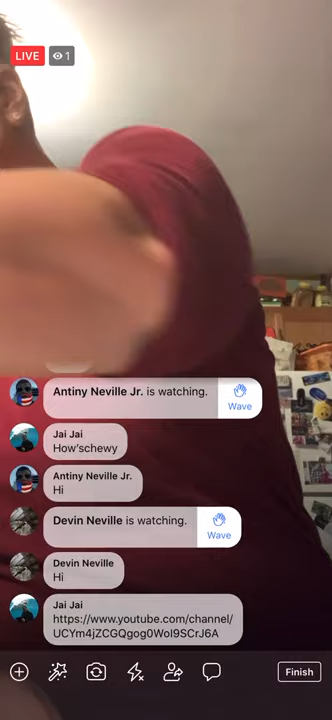 LIVE 1
Antiny Neville Jr. is watching.
Wave
Jai Jai
How'schewy
Antiny Neville Jr.
Hi
Devin Neville is watching.
Wave
Devin Neville
Hi
Jai Jai
https://www.youtube.com/channel/
UCYm4jZCGQgog0WoI9SCrJ6A
Finish